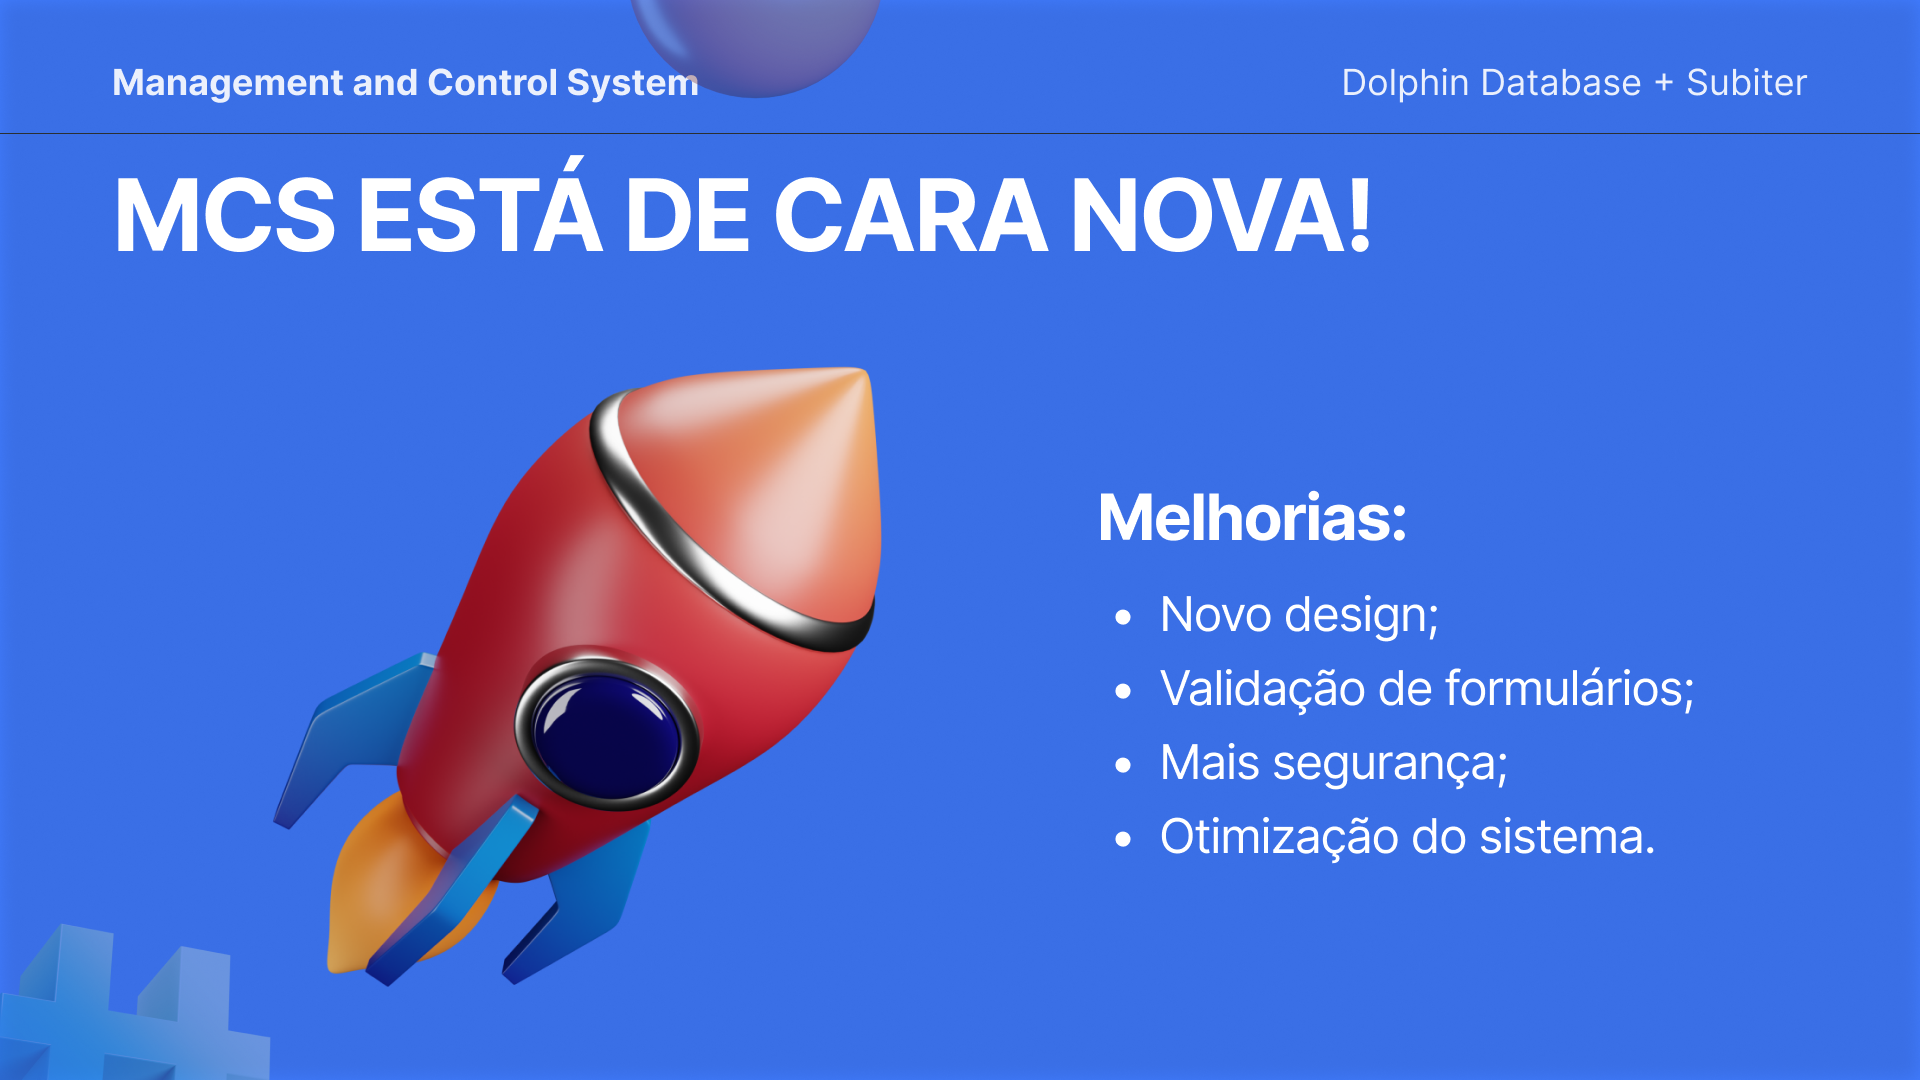 Management and Control System
Dolphin Database + Subiter
MCS ESTÁ DE CARA NOVA!
Melhorias:
• Novo design;
• Validação de formulários;
• Mais segurança;
• Otimização do sistema.